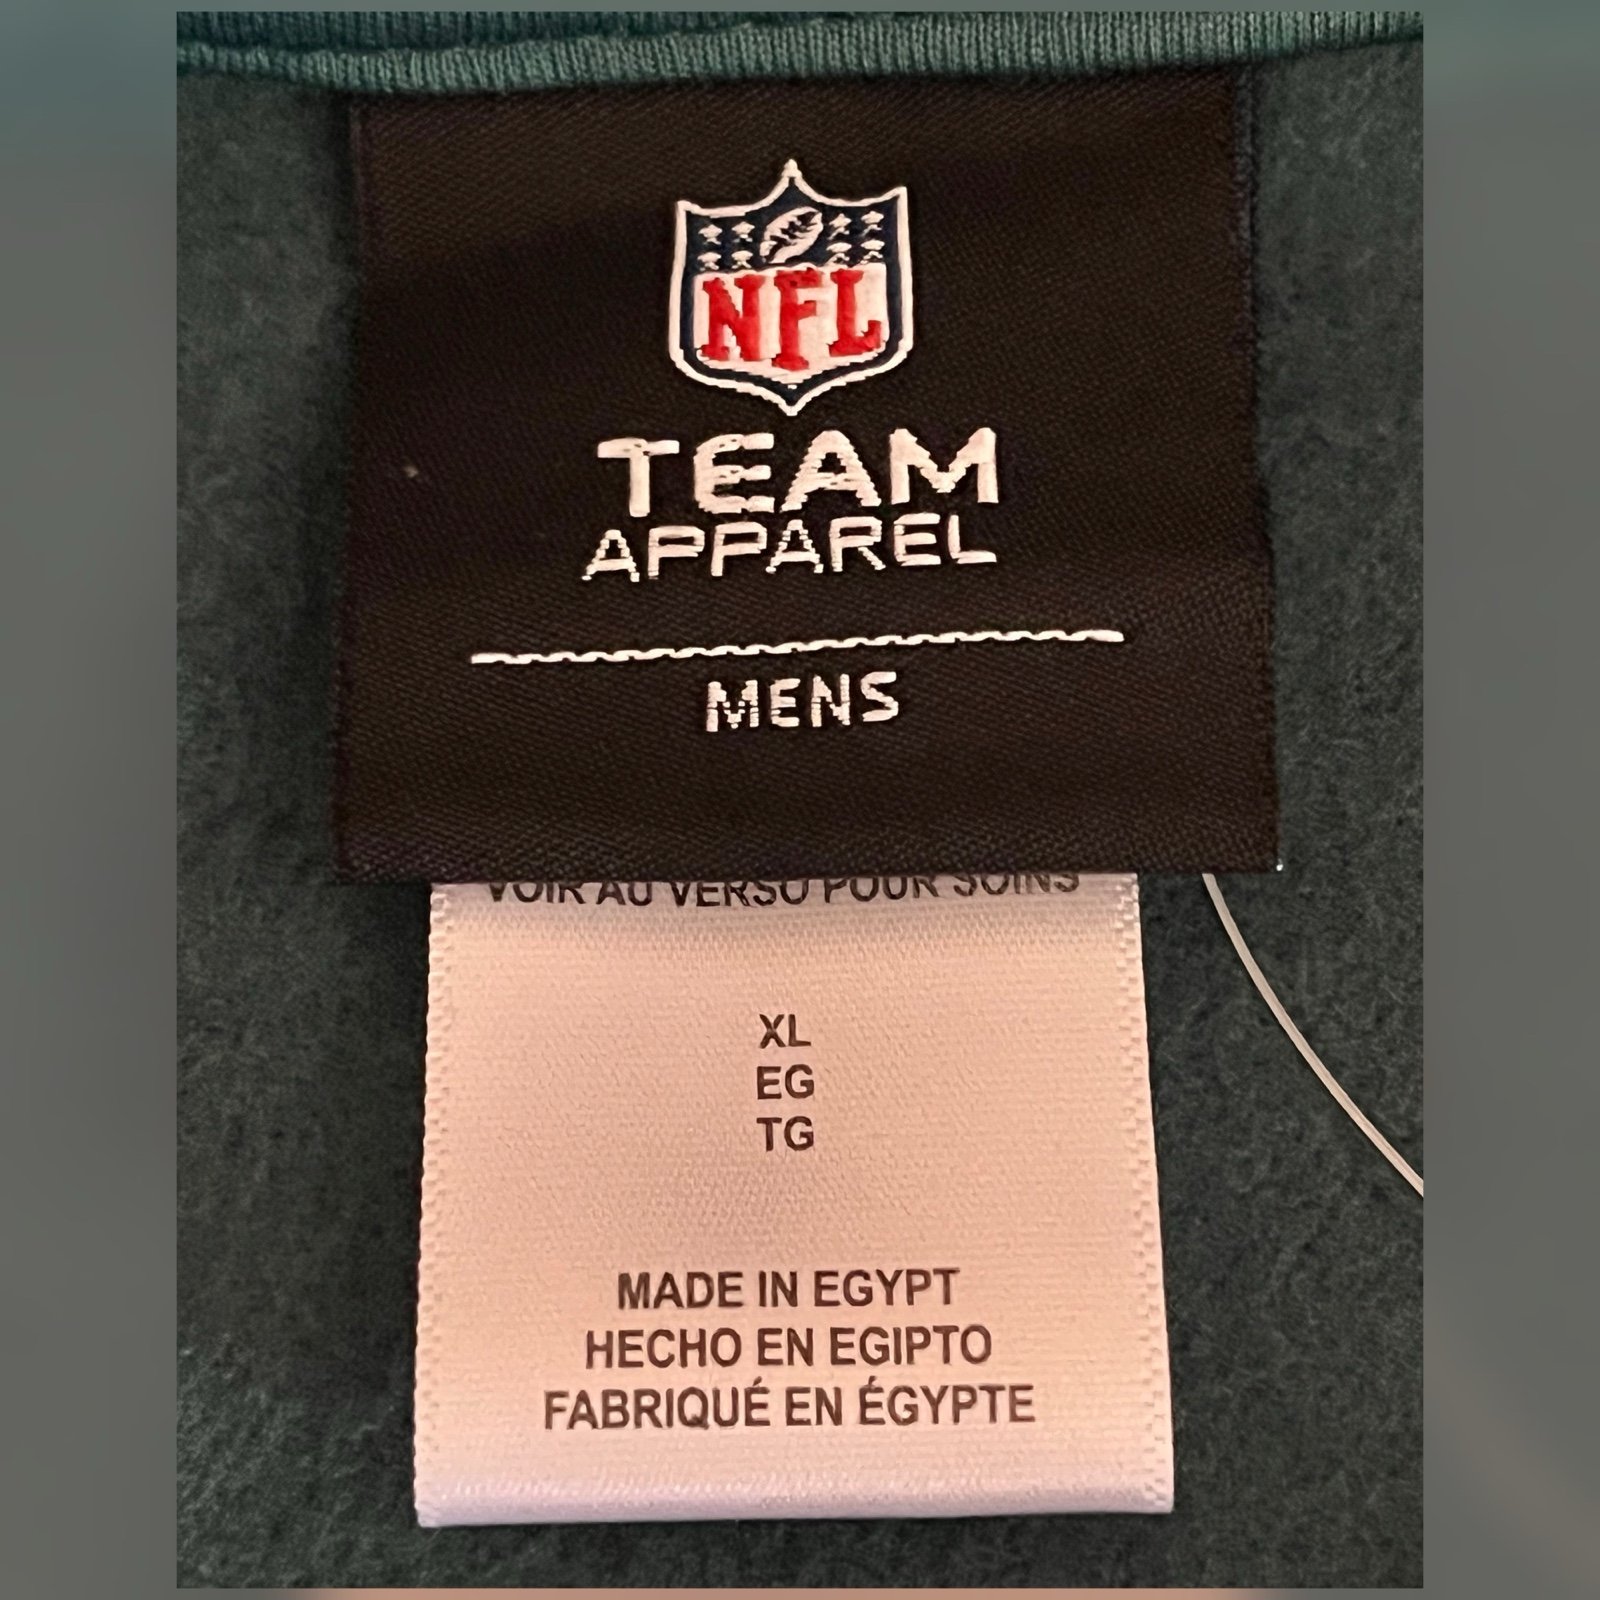 NFL
TEAM
APPAREL
MENS
VOIR AU VERSO POUR SOINS
XL
EG
TG
MADE IN EGYPT
HECHO EN EGIPTO
FABRIQUÉ EN ÉGYPTE